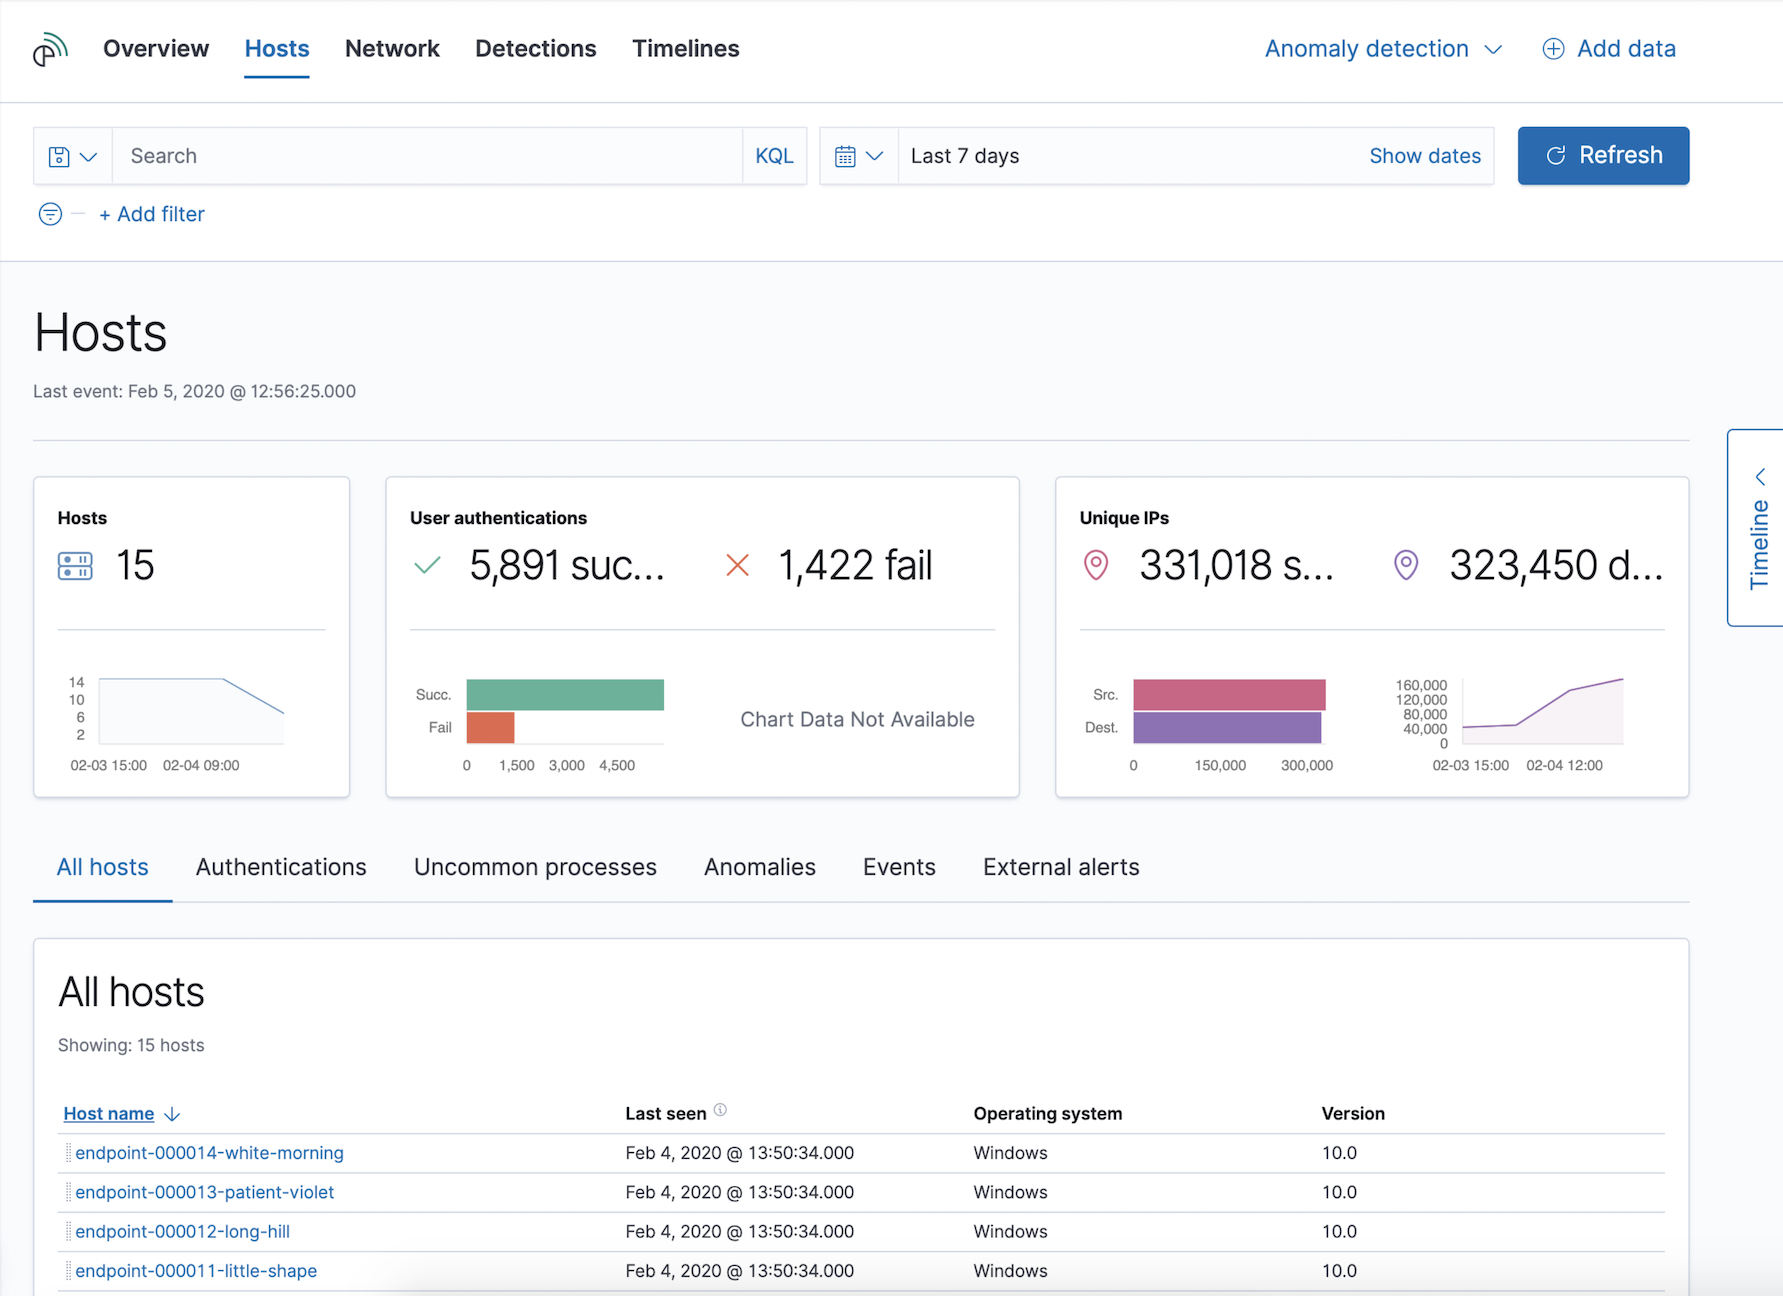 Overview Hosts Network Detections Timelines Anomaly detection Add data
Search KQL Last 7 days Show dates Refresh
+ Add filter
Hosts
Last event: Feb 5, 2020 @ 12:56:25.000
Timeline
Hosts
15
14
10
6
2
02-03 15:00 02-04 09:00
User authentications
5,891 suc... 1,422 fail
Succ.
Fail
0 1,500 3,000 4,500
Chart Data Not Available
Unique IPs
331,018 s... 323,450 d...
Src.
Dest.
0 150,000 300,000
160,000
120,000
80,000
40,000
0
02-03 15:00 02-04 12:00
All hosts Authentications Uncommon processes Anomalies Events External alerts
All hosts
Showing: 15 hosts
Host name Last seen Operating system Version
endpoint-000014-white-morning Feb 4, 2020 @ 13:50:34.000 Windows 10.0
endpoint-000013-patient-violet Feb 4, 2020 @ 13:50:34.000 Windows 10.0
endpoint-000012-long-hill Feb 4, 2020 @ 13:50:34.000 Windows 10.0
endpoint-000011-little-shape Feb 4, 2020 @ 13:50:34.000 Windows 10.0